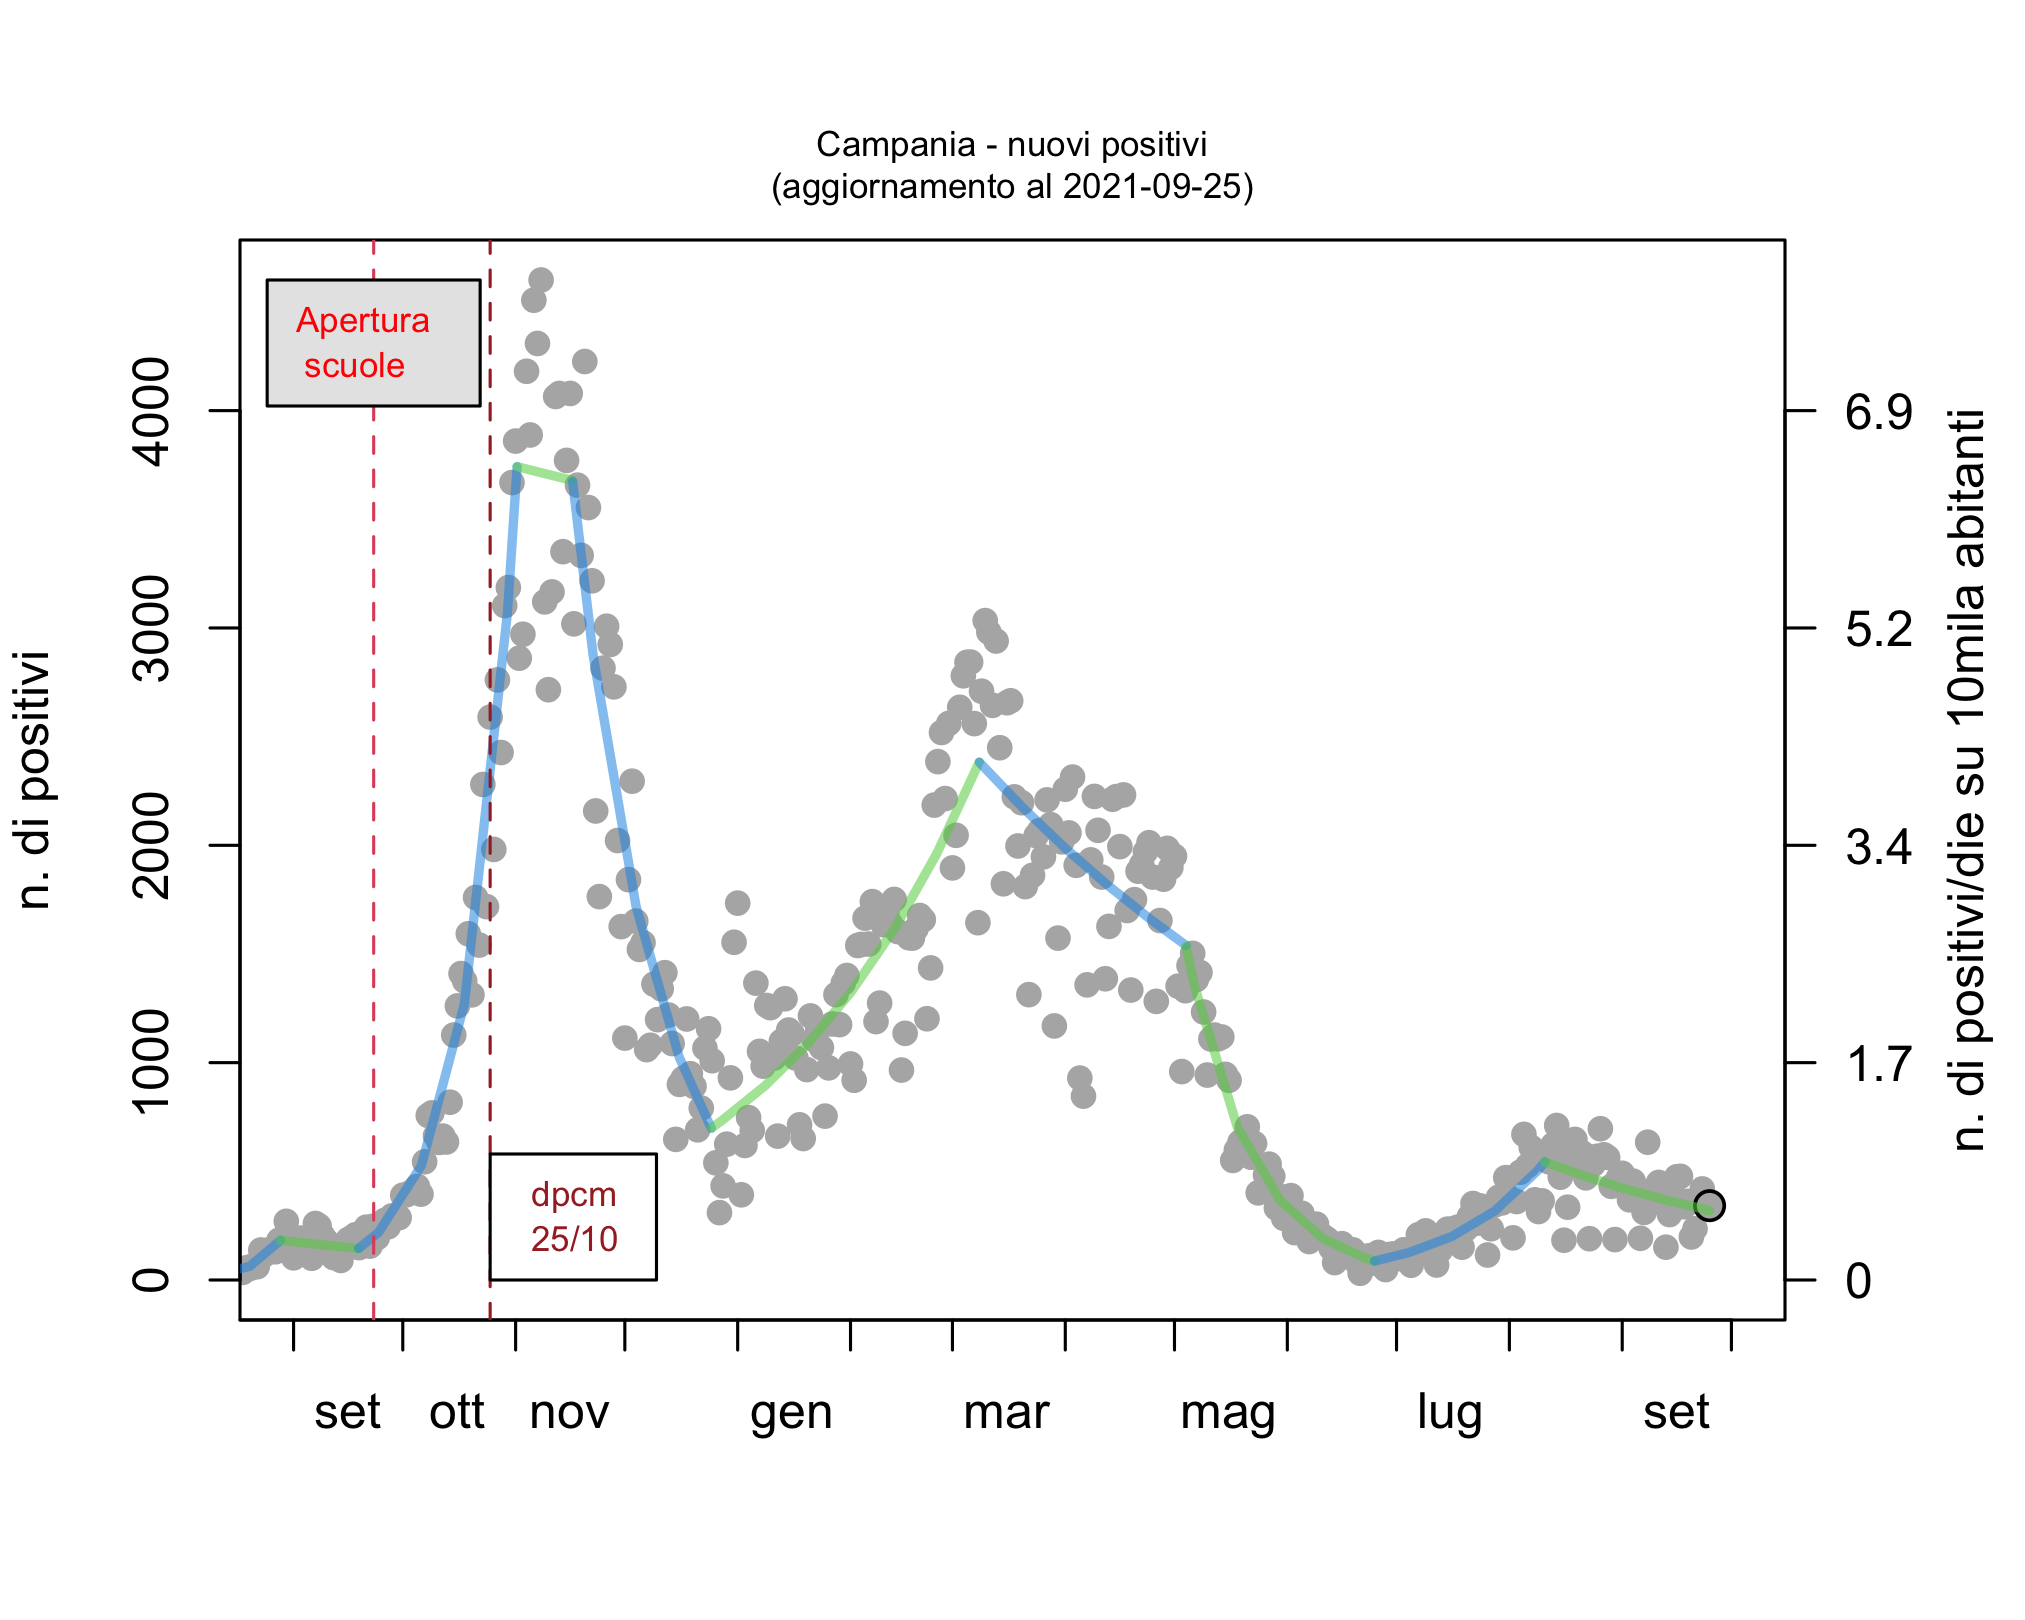 Campania - nuovi positivi
(aggiornamento al 2021-09-25)
Apertura
scuole
dpcm
25/10
n. di positivi
0
1000
2000
3000
4000
0
1.7
3.4
5.2
6.9
n. di positivi/die su 10mila abitanti
set ott nov gen mar mag lug set